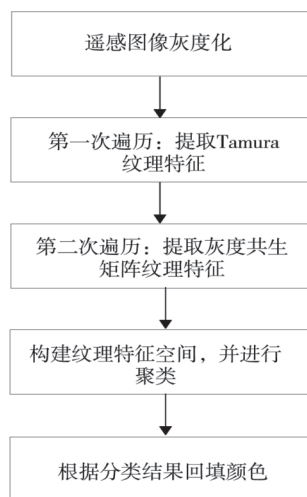 遥感图像灰度化
第一次遍历：提取Tamura
纹理特征
第二次遍历：提取灰度共生
矩阵纹理特征
构建纹理特征空间，并进行
聚类
根据分类结果回填颜色